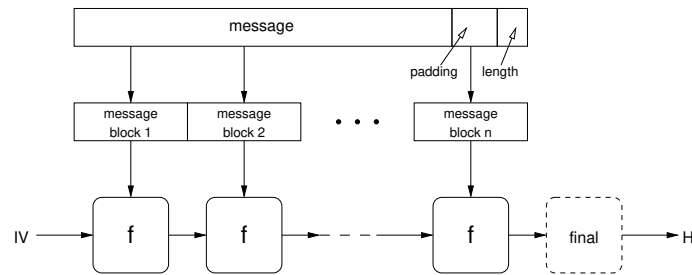 message
padding
length
message
block 1
message
block 2
message
block n
IV
f
f
f
final
H